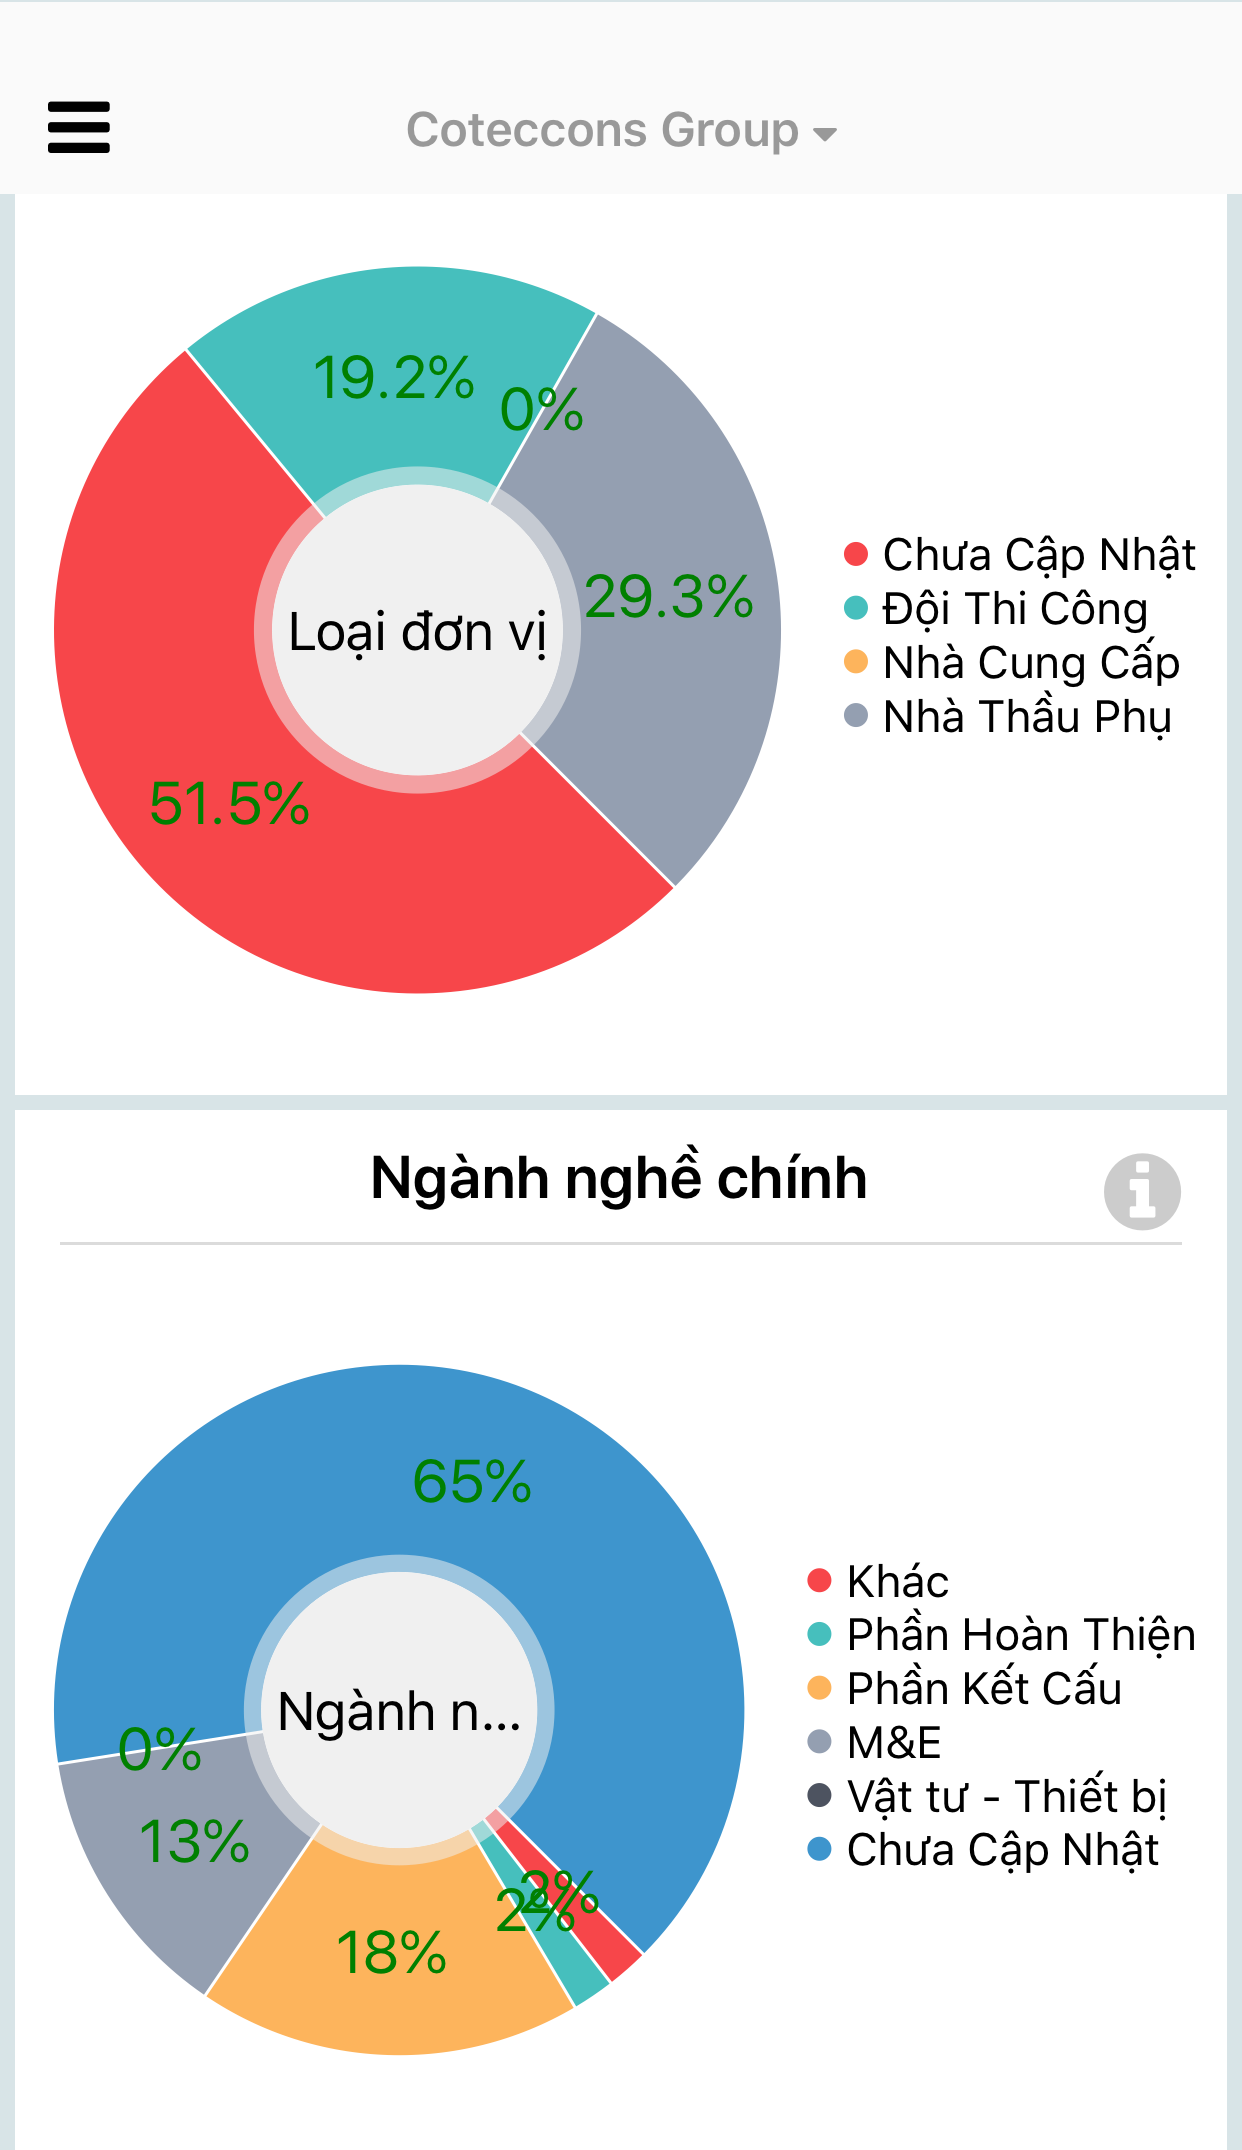 Coteccons Group
19.2%
0%
29.3%
Loại đơn vị
51.5%
Chưa Cập Nhật
Đội Thi Công
Nhà Cung Cấp
Nhà Thầu Phụ
Ngành nghề chính
65%
Ngành n...
0%
13%
18%
2%
2%
Khác
Phần Hoàn Thiện
Phần Kết Cấu
M&E
Vật tư - Thiết bị
Chưa Cập Nhật